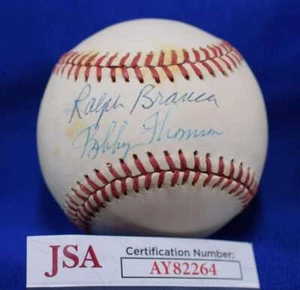 Ralph Branca
Bobby Thomson
JSA
Certification Number:
AY82264